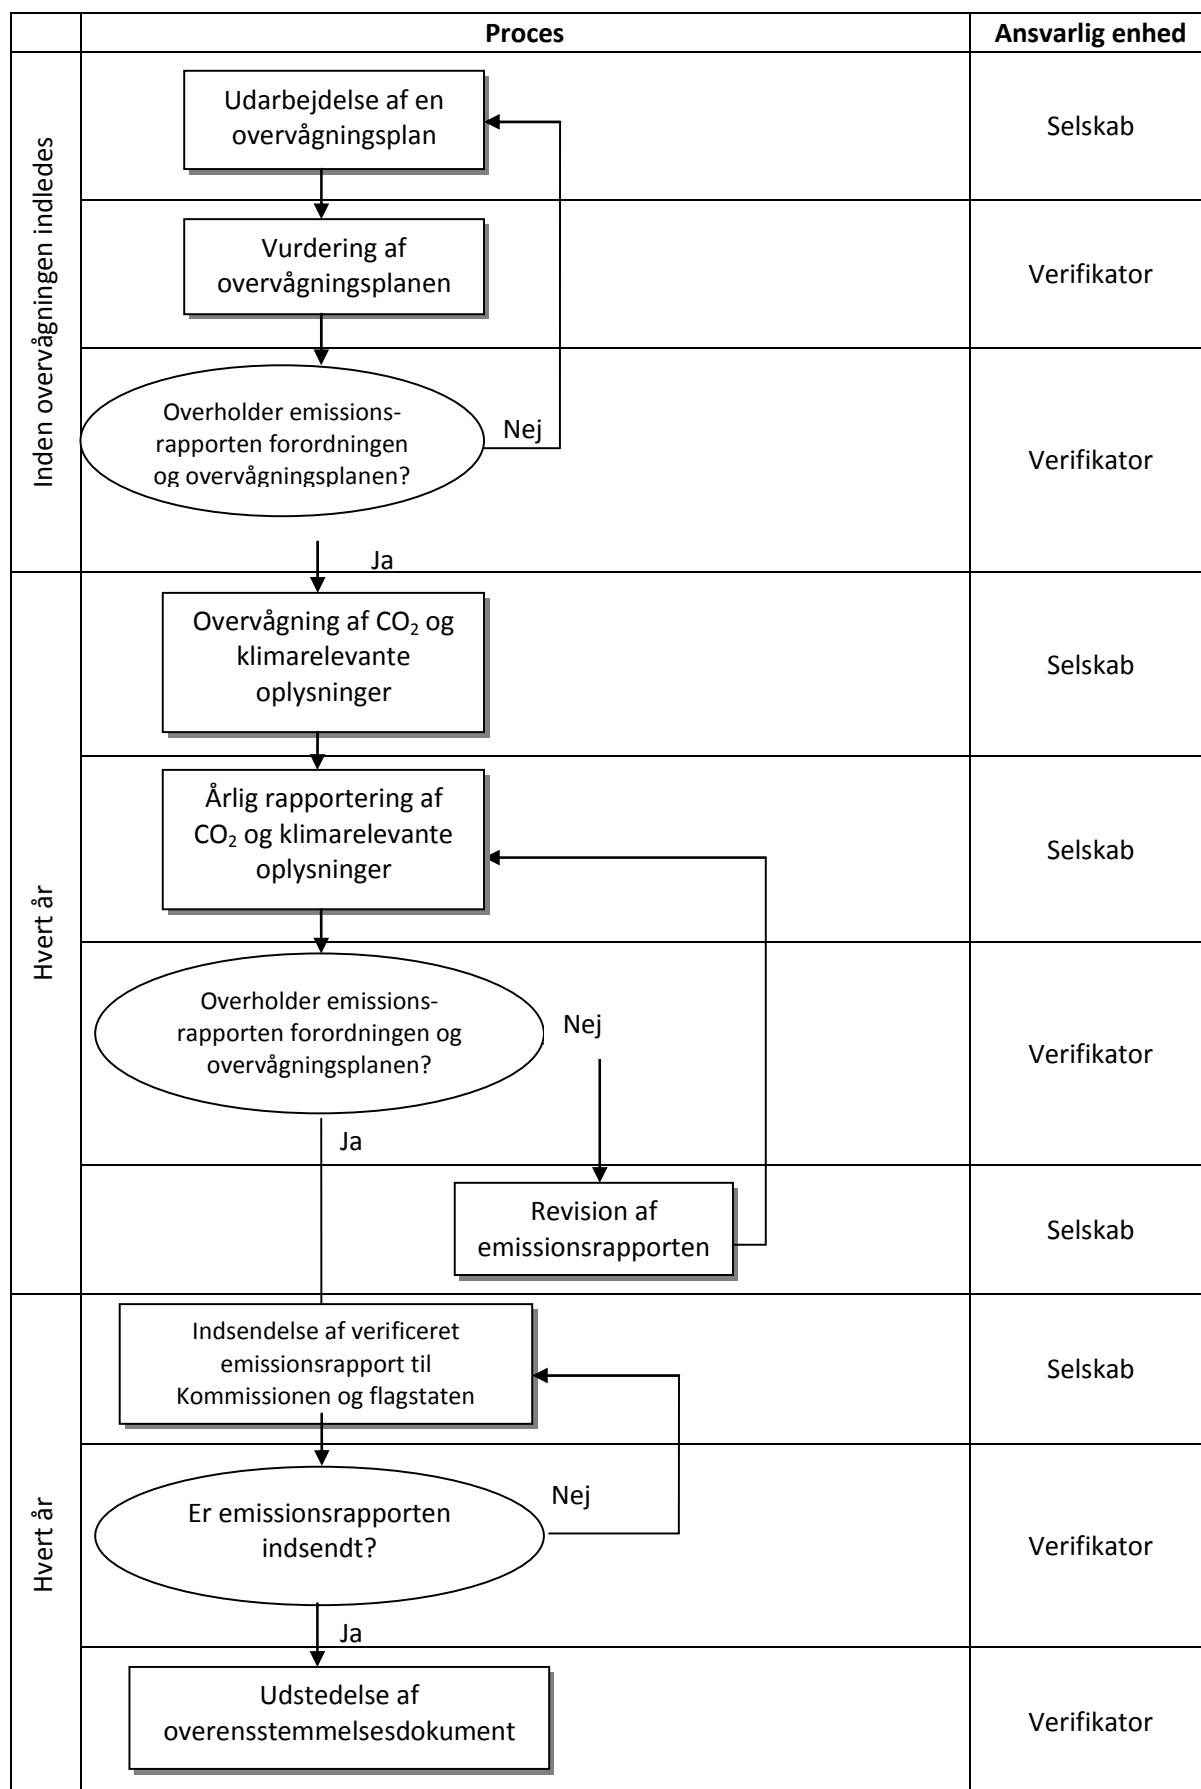 Proces
Ansvarlig enhed
Inden overvågningen indledes
Udarbejdelse af en
overvågningsplan
Selskab
Vurdering af
overvågningsplanen
Verifikator
Overholder emissions-
rapporten forordningen
og overvågningsplanen?
Nej
Verifikator
Ja
Hvert år
Overvågning af CO₂ og
klimarelevante
oplysninger
Selskab
Årlig rapportering af
CO₂ og klimarelevante
oplysninger
Selskab
Overholder emissions-
rapporten forordningen og
overvågningsplanen?
Nej
Verifikator
Ja
Revision af
emissionsrapporten
Selskab
Hvert år
Indsendelse af verificeret
emissionsrapport til
Kommissionen og flagstaten
Selskab
Er emissionsrapporten
indsendt?
Nej
Verifikator
Ja
Udstedelse af
overensstemmelsesdokument
Verifikator